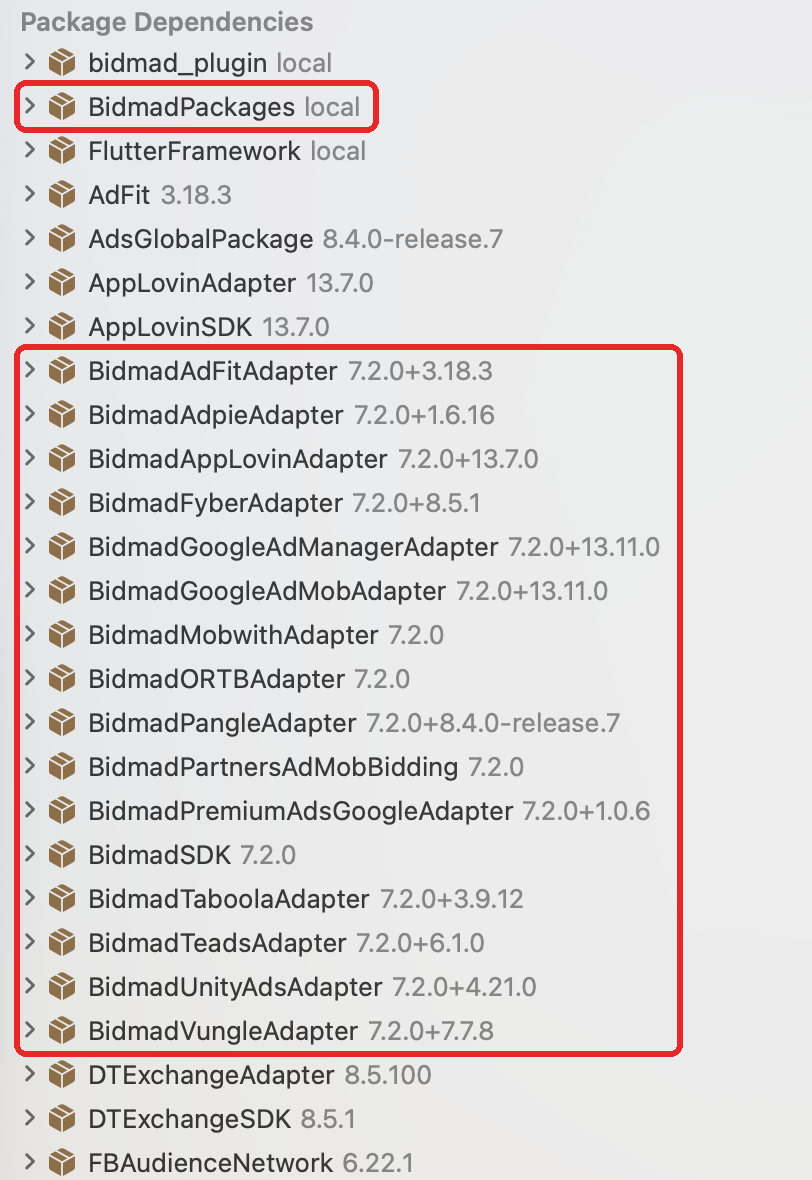 Package Dependencies
bidmad_plugin local
BidmadPackages local
FlutterFramework local
AdFit 3.18.3
AdsGlobalPackage 8.4.0-release.7
AppLovinAdapter 13.7.0
AppLovinSDK 13.7.0
BidmadAdFitAdapter 7.2.0+3.18.3
BidmadAdpieAdapter 7.2.0+1.6.16
BidmadAppLovinAdapter 7.2.0+13.7.0
BidmadFyberAdapter 7.2.0+8.5.1
BidmadGoogleAdManagerAdapter 7.2.0+13.11.0
BidmadGoogleAdMobAdapter 7.2.0+13.11.0
BidmadMobwithAdapter 7.2.0
BidmadORTBAdapter 7.2.0
BidmadPangleAdapter 7.2.0+8.4.0-release.7
BidmadPartnersAdMobBidding 7.2.0
BidmadPremiumAdsGoogleAdapter 7.2.0+1.0.6
BidmadSDK 7.2.0
BidmadTaboolaAdapter 7.2.0+3.9.12
BidmadTeadsAdapter 7.2.0+6.1.0
BidmadUnityAdsAdapter 7.2.0+4.21.0
BidmadVungleAdapter 7.2.0+7.7.8
DTExchangeAdapter 8.5.100
DTExchangeSDK 8.5.1
FBAudienceNetwork 6.22.1